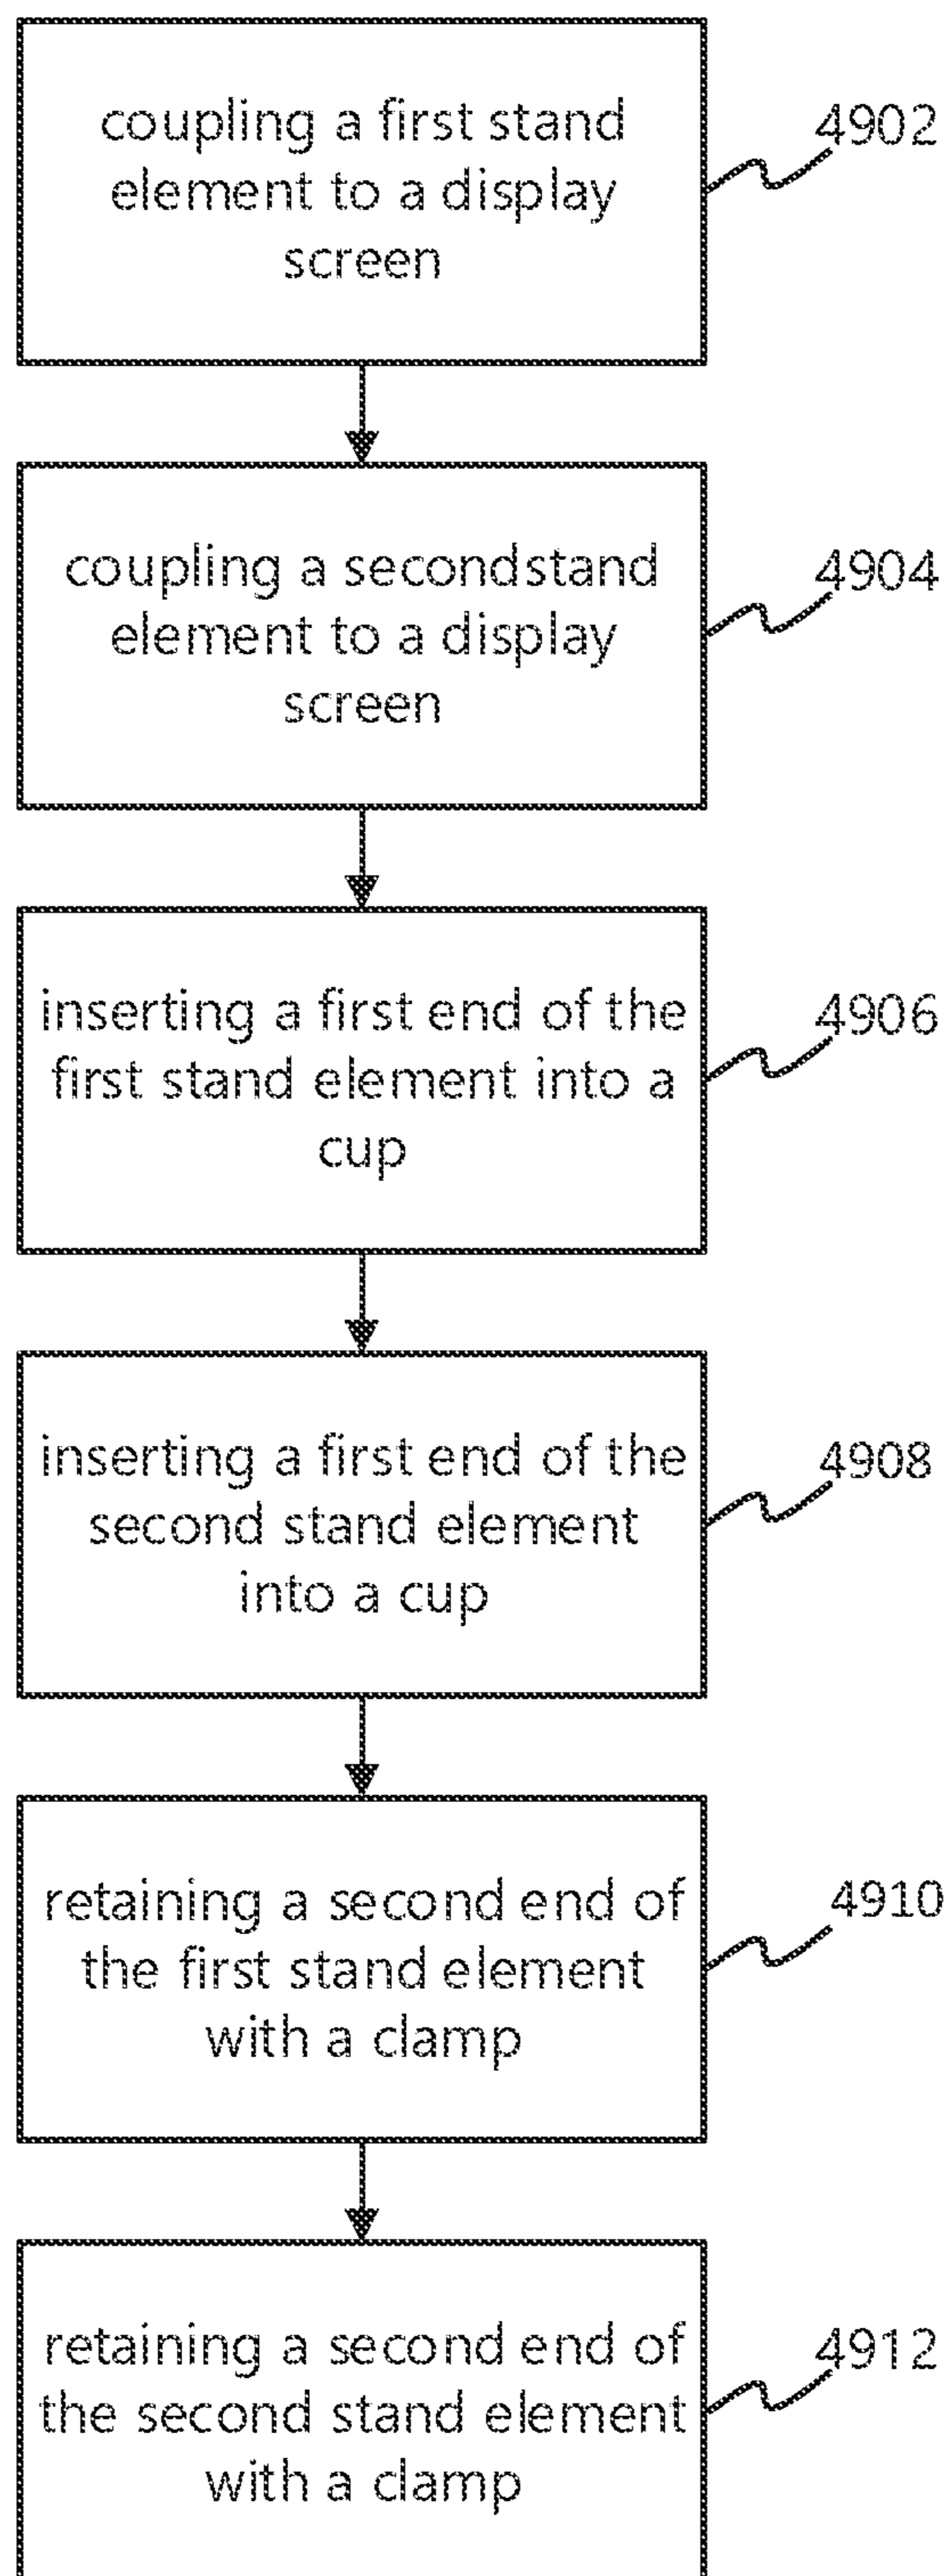 coupling a first stand
element to a display
screen
4902
coupling a secondstand
element to a display
screen
4904
inserting a first end of the
first stand element into a
cup
4906
inserting a first end of the
second stand element
into a cup
4908
retaining a second end of
the first stand element
with a clamp
4910
retaining a second end of
the second stand element
with a clamp
4912